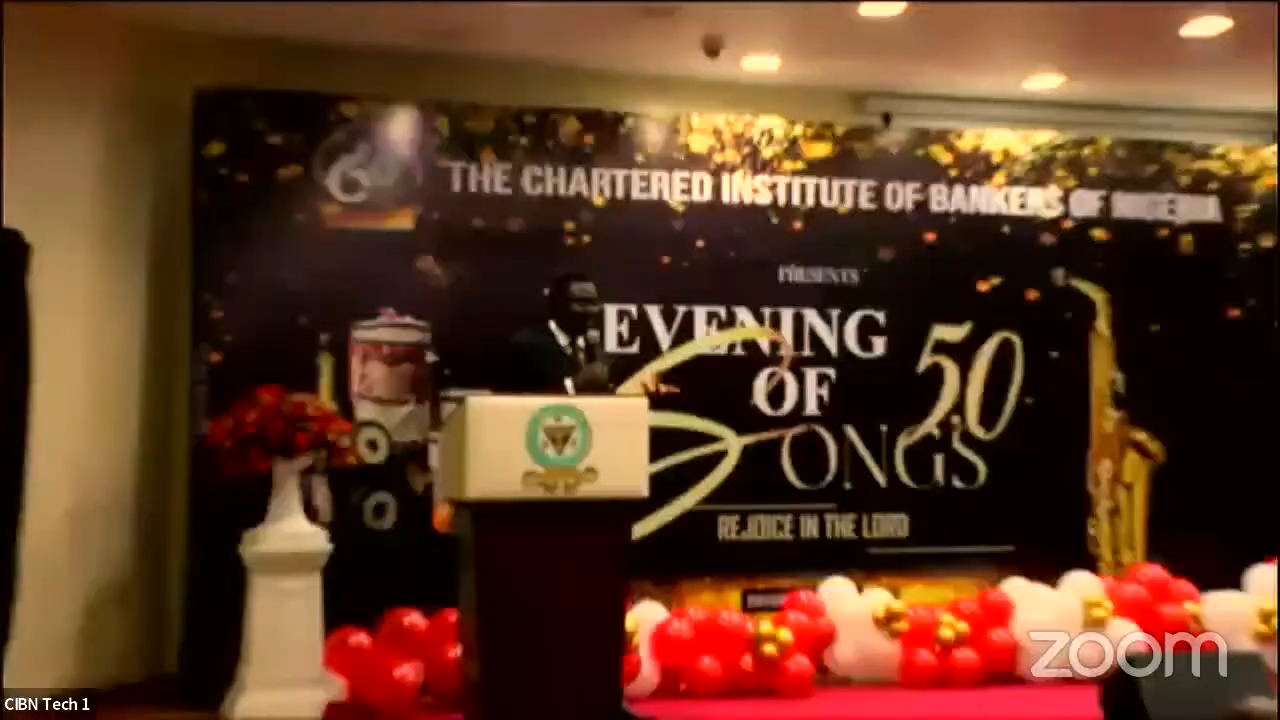 THE CHARTERED INSTITUTE OF BANKERS OF NIGERIA
PRESENTS
EVENING
OF
SONGS
50
REJOICE IN THE LORD
zoom
CIBN Tech 1